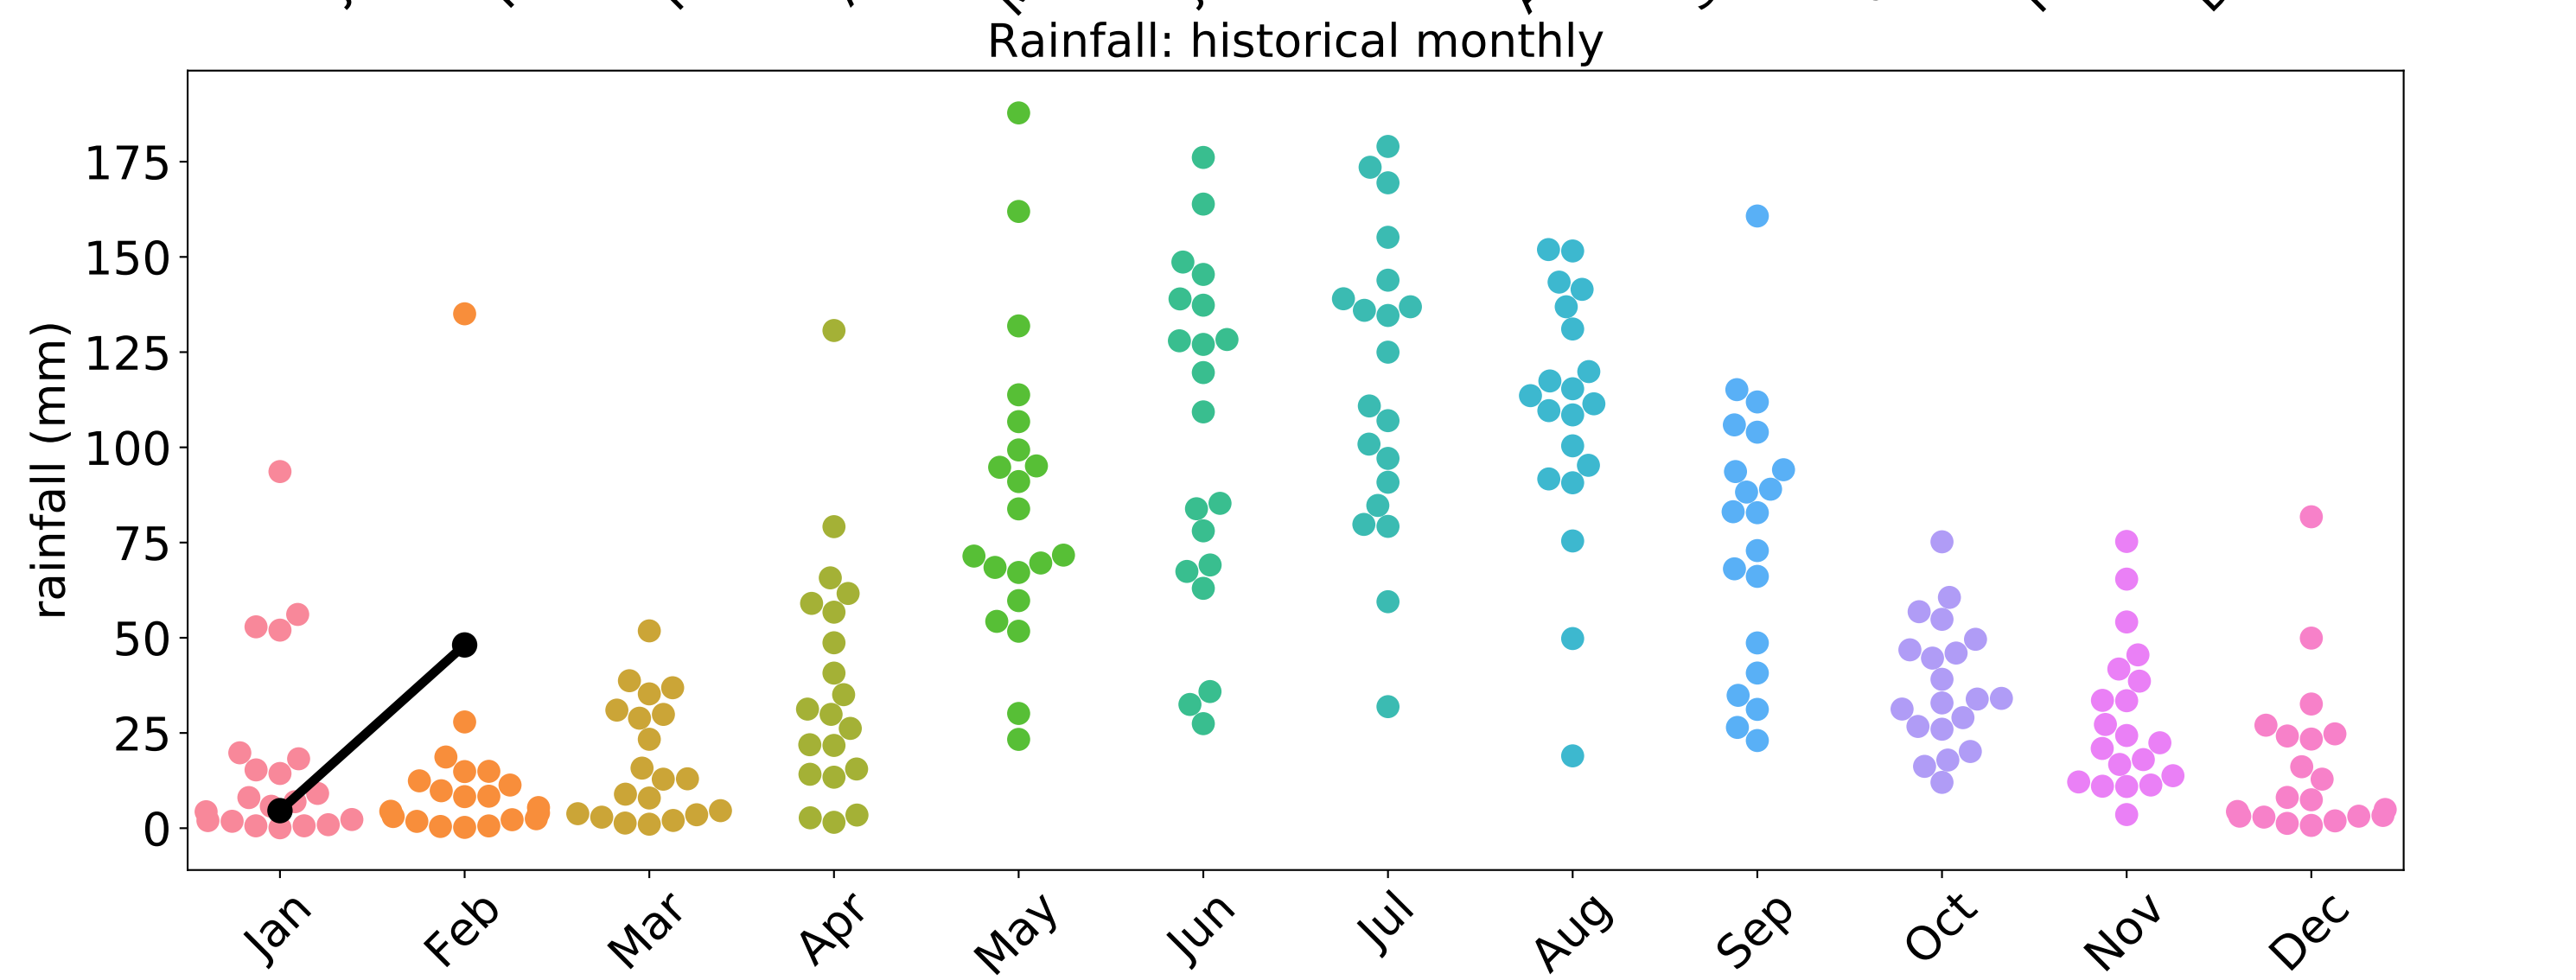 Rainfall: historical monthly
rainfall (mm)
175
150
125
100
75
50
25
0
Jan
Feb
Mar
Apr
May
Jun
Jul
Aug
Sep
Oct
Nov
Dec